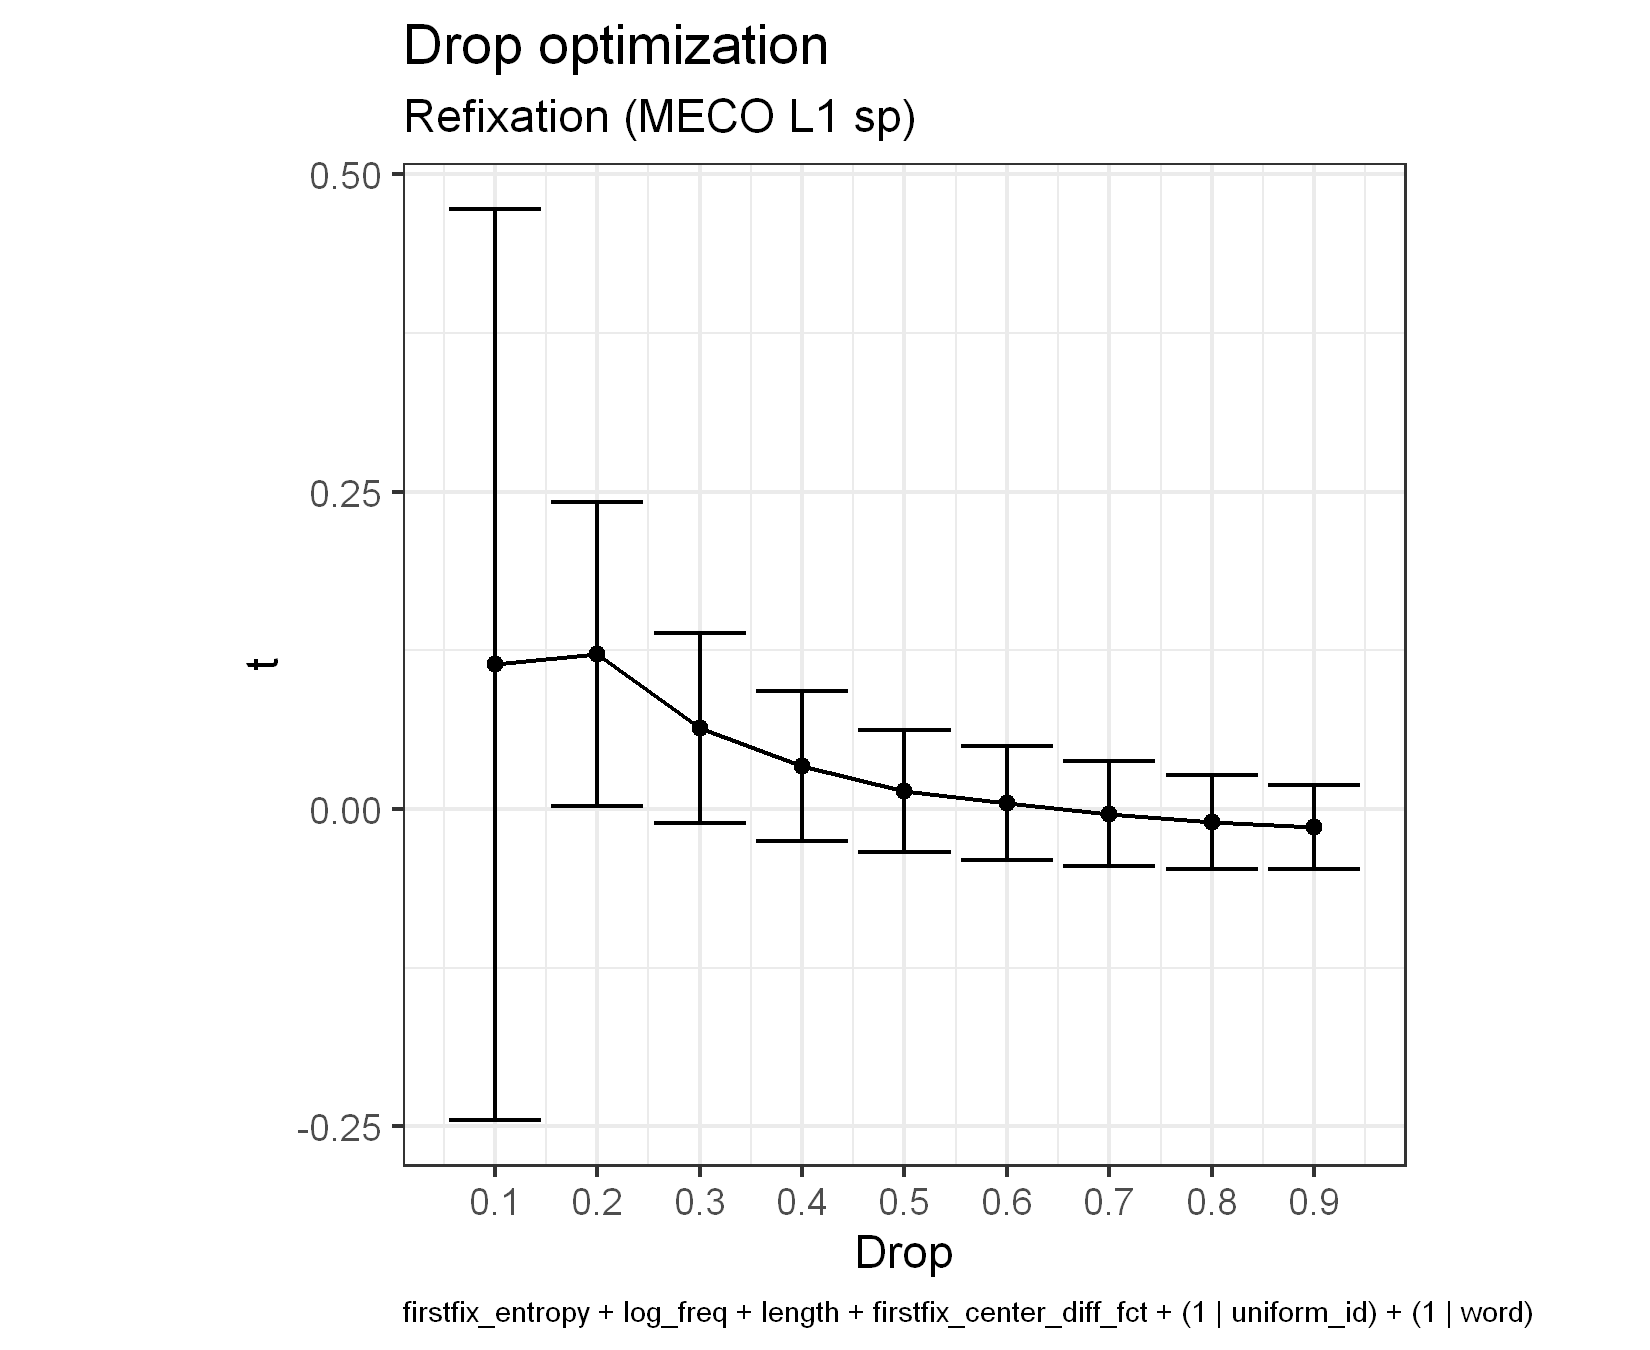 Drop optimization
Refixation (MECO L1 sp)
0.50
0.25
0.00
-0.25
t
0.1 0.2 0.3 0.4 0.5 0.6 0.7 0.8 0.9
Drop
firstfix_entropy + log_freq + length + firstfix_center_diff_fct + (1 | uniform_id) + (1 | word)